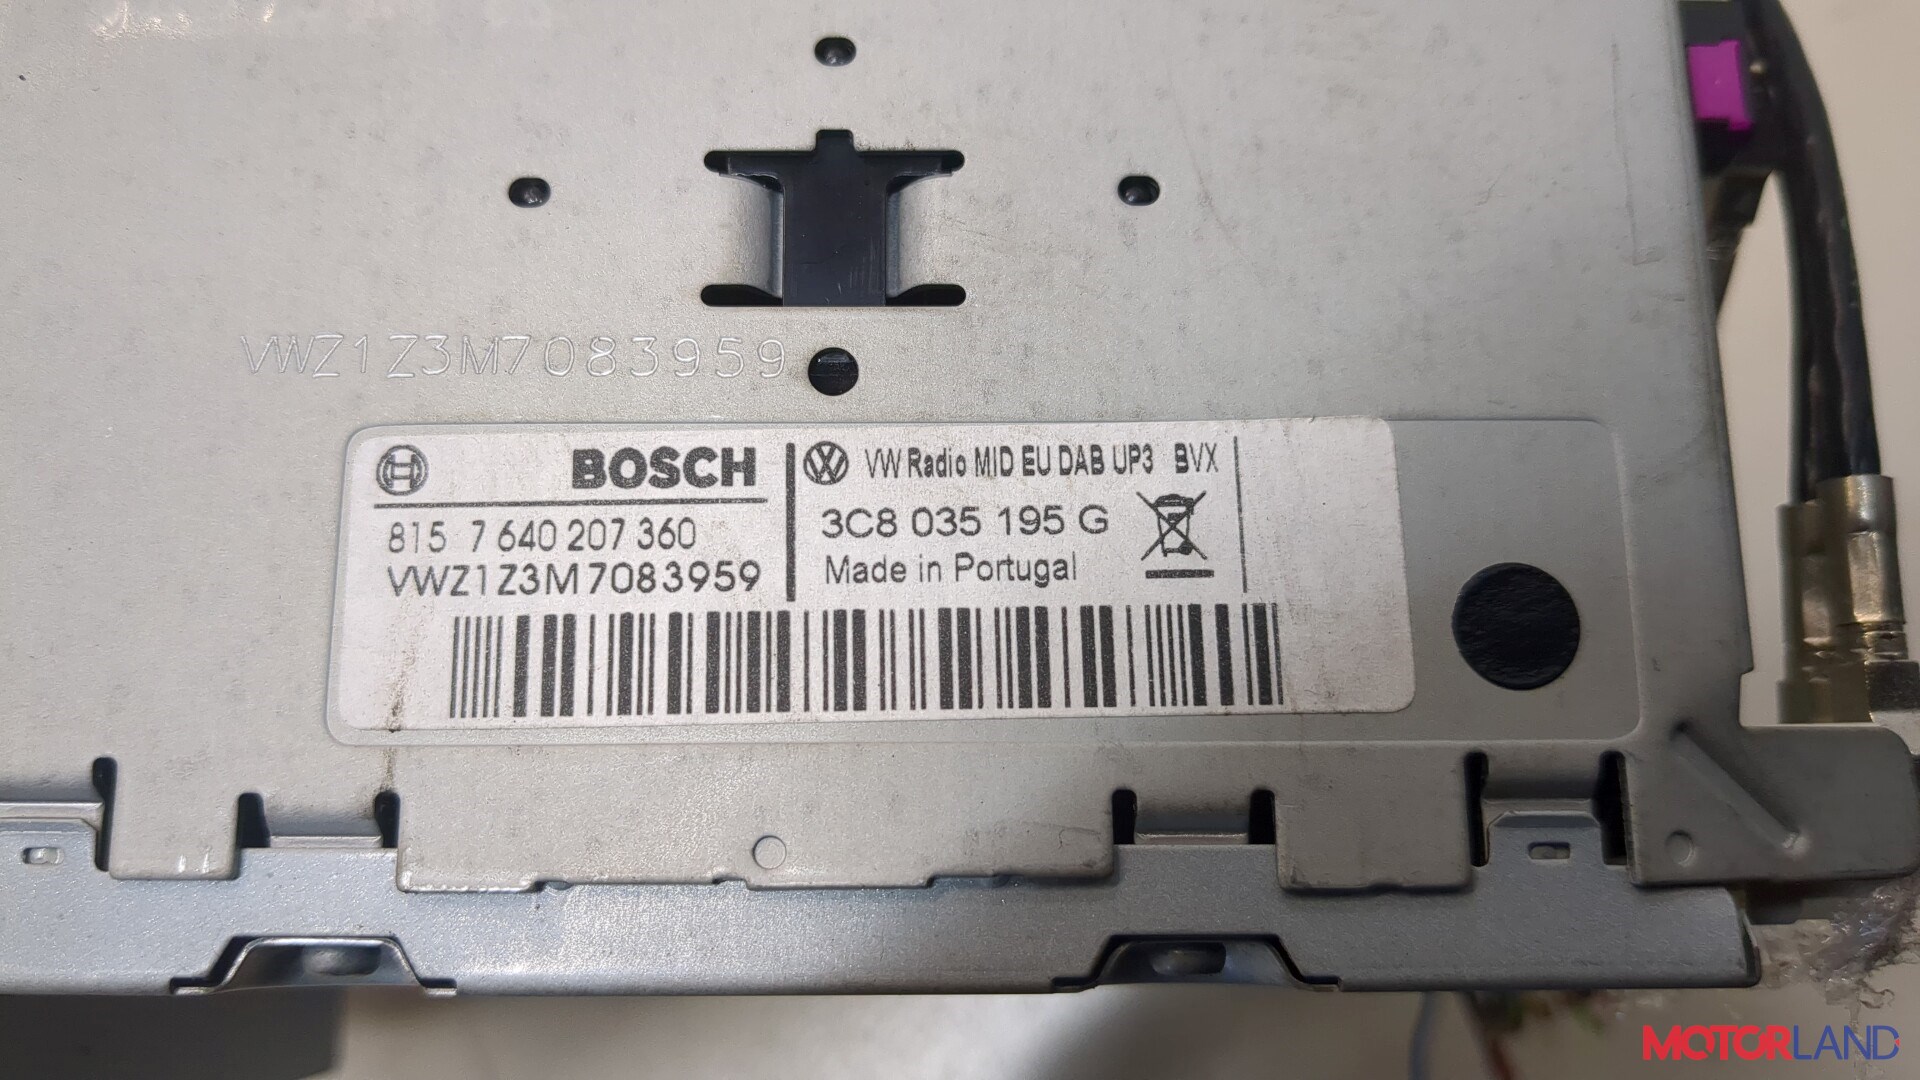 VWZ1Z3M7083959
BOSCH
815 7 640 207 360
VWZ1Z3M7083959
VW Radio MID EU DAB UP3 BVX
3C8 035 195 G
Made in Portugal
MOTORLAND